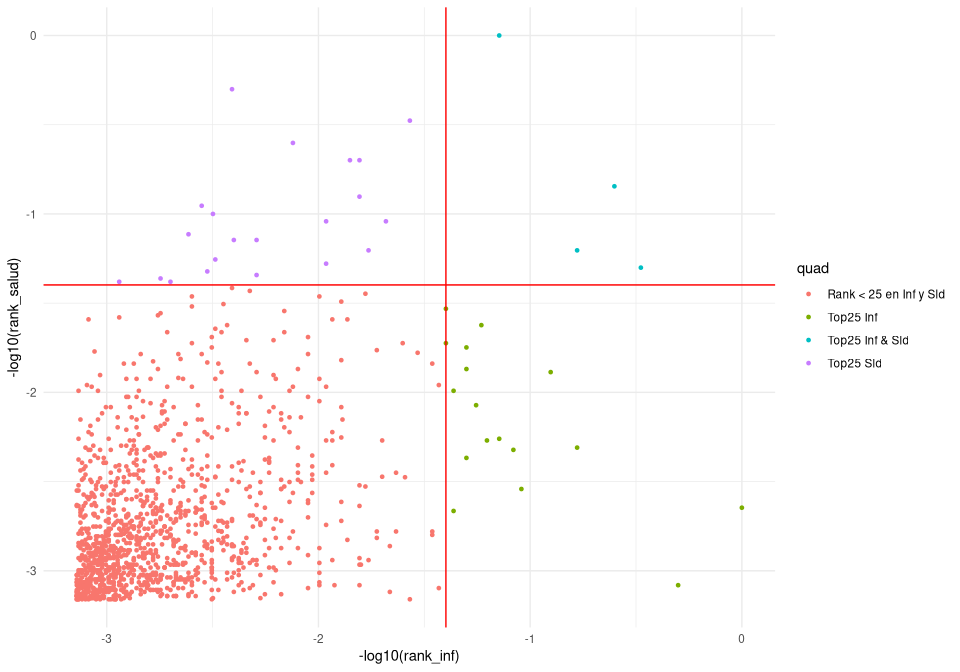 0
-1
-2
-3
-log10(rank_salud)
-3
-2
-1
0
-log10(rank_inf)
quad
Rank < 25 en Inf y Sld
Top25 Inf
Top25 Inf & Sld
Top25 Sld